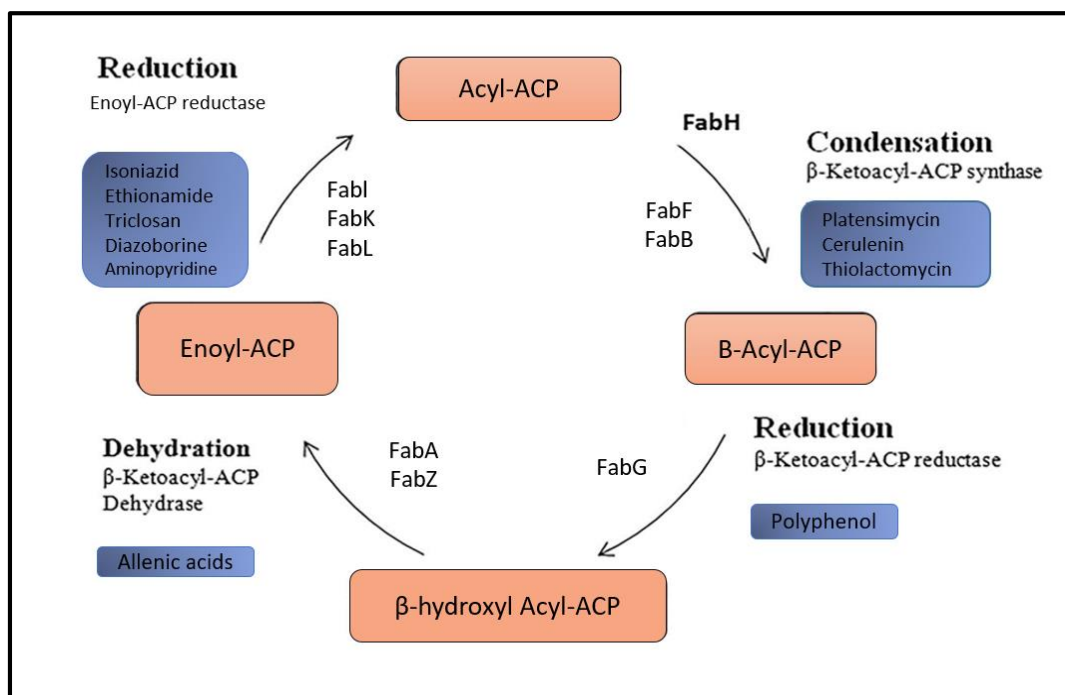 Reduction
Enoyl-ACP reductase
Isoniazid
Ethionamide
Triclosan
Diazoborine
Aminopyridine
FabI
FabK
FabL
Acyl-ACP
FabH
FabF
FabB
Condensation
β-Ketoacyl-ACP synthase
Platensimycin
Cerulenin
Thiolactomycin
Enoyl-ACP
B-Acyl-ACP
Dehydration
β-Ketoacyl-ACP
Dehydrase
Allenic acids
FabA
FabZ
FabG
Reduction
β-Ketoacyl-ACP reductase
Polyphenol
β-hydroxyl Acyl-ACP